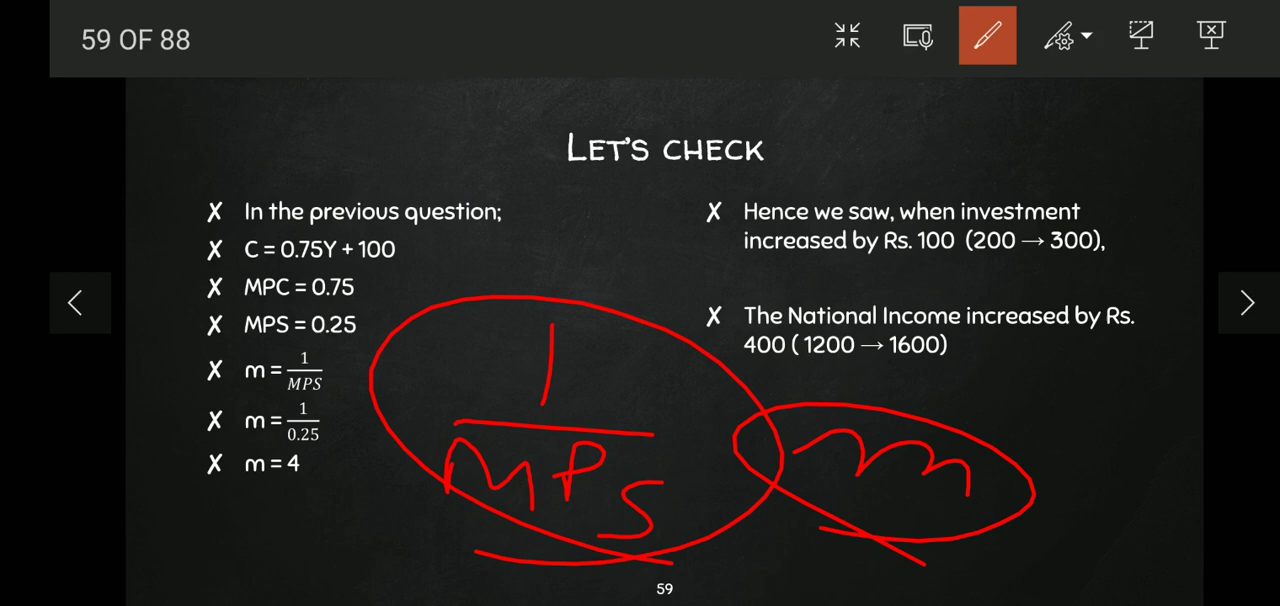 59 OF 88
LET'S CHECK
✗ In the previous question;
✗ C = 0.75Y + 100
✗ MPC = 0.75
✗ MPS = 0.25
✗ m = 1/MPS
✗ m = 1/0.25
✗ m = 4
✗ Hence we saw, when investment
increased by Rs. 100 (200 → 300),
✗ The National Income increased by Rs.
400 ( 1200 → 1600)
1
MPS
m
59